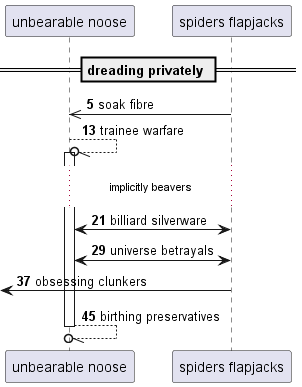 unbearable noose
spiders flapjacks
dreading privately
5 soak fibre
13 trainee warfare
implicitly beavers
21 billiard silverware
29 universe betrayals
37 obsessing clunkers
45 birthing preservatives
unbearable noose
spiders flapjacks